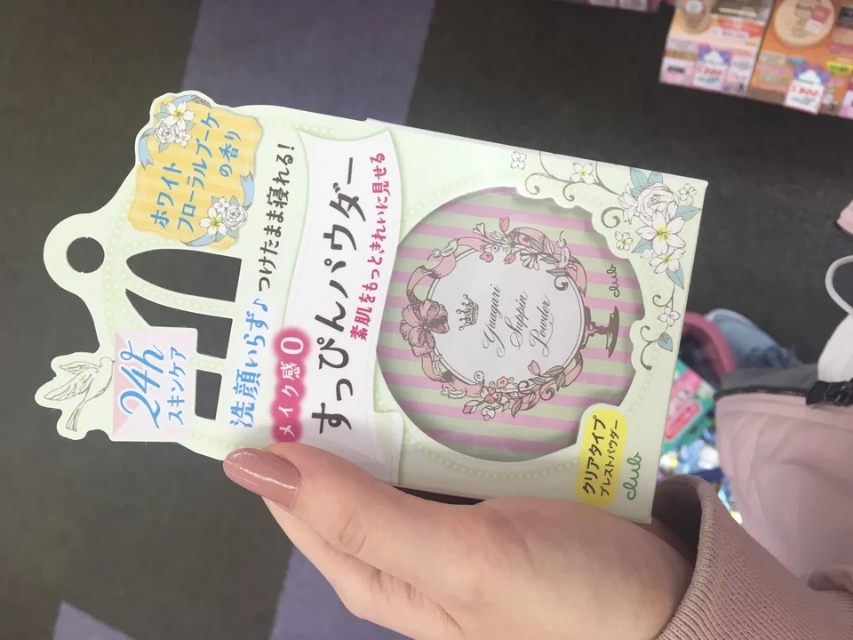 ホワイト
フローラルブーケ
の香り
24h
スキンケア
洗顔いらず♪つけたまま寝れる!
メイク感0
すっぴんパウダー
素肌をもっときれいに見せる
Yuagari
Suppin
Powder
club
クリアタイプ
プレストパウダー
club